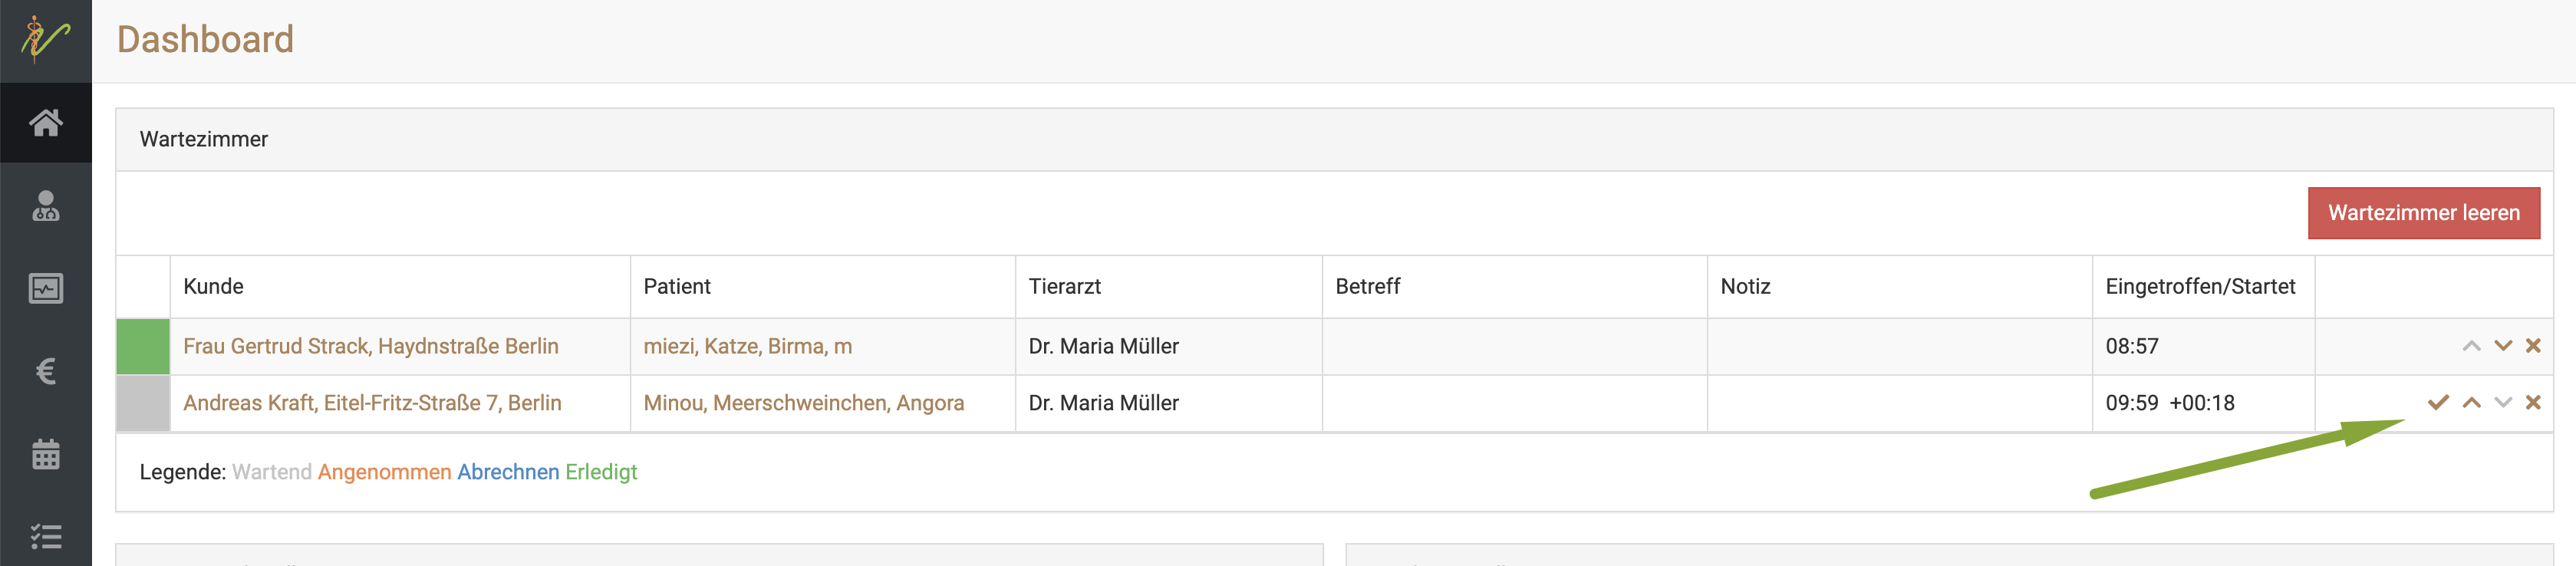 Dashboard
Wartezimmer
Wartezimmer leeren
Kunde Patient Tierarzt Betreff Notiz Eingetroffen/Startet
Frau Gertrud Strack, Haydnstraße Berlin miezi, Katze, Birma, m Dr. Maria Müller 08:57
Andreas Kraft, Eitel-Fritz-Straße 7, Berlin Minou, Meerschweinchen, Angora Dr. Maria Müller 09:59 +00:18
Legende: Wartend Angenommen Abrechnen Erledigt